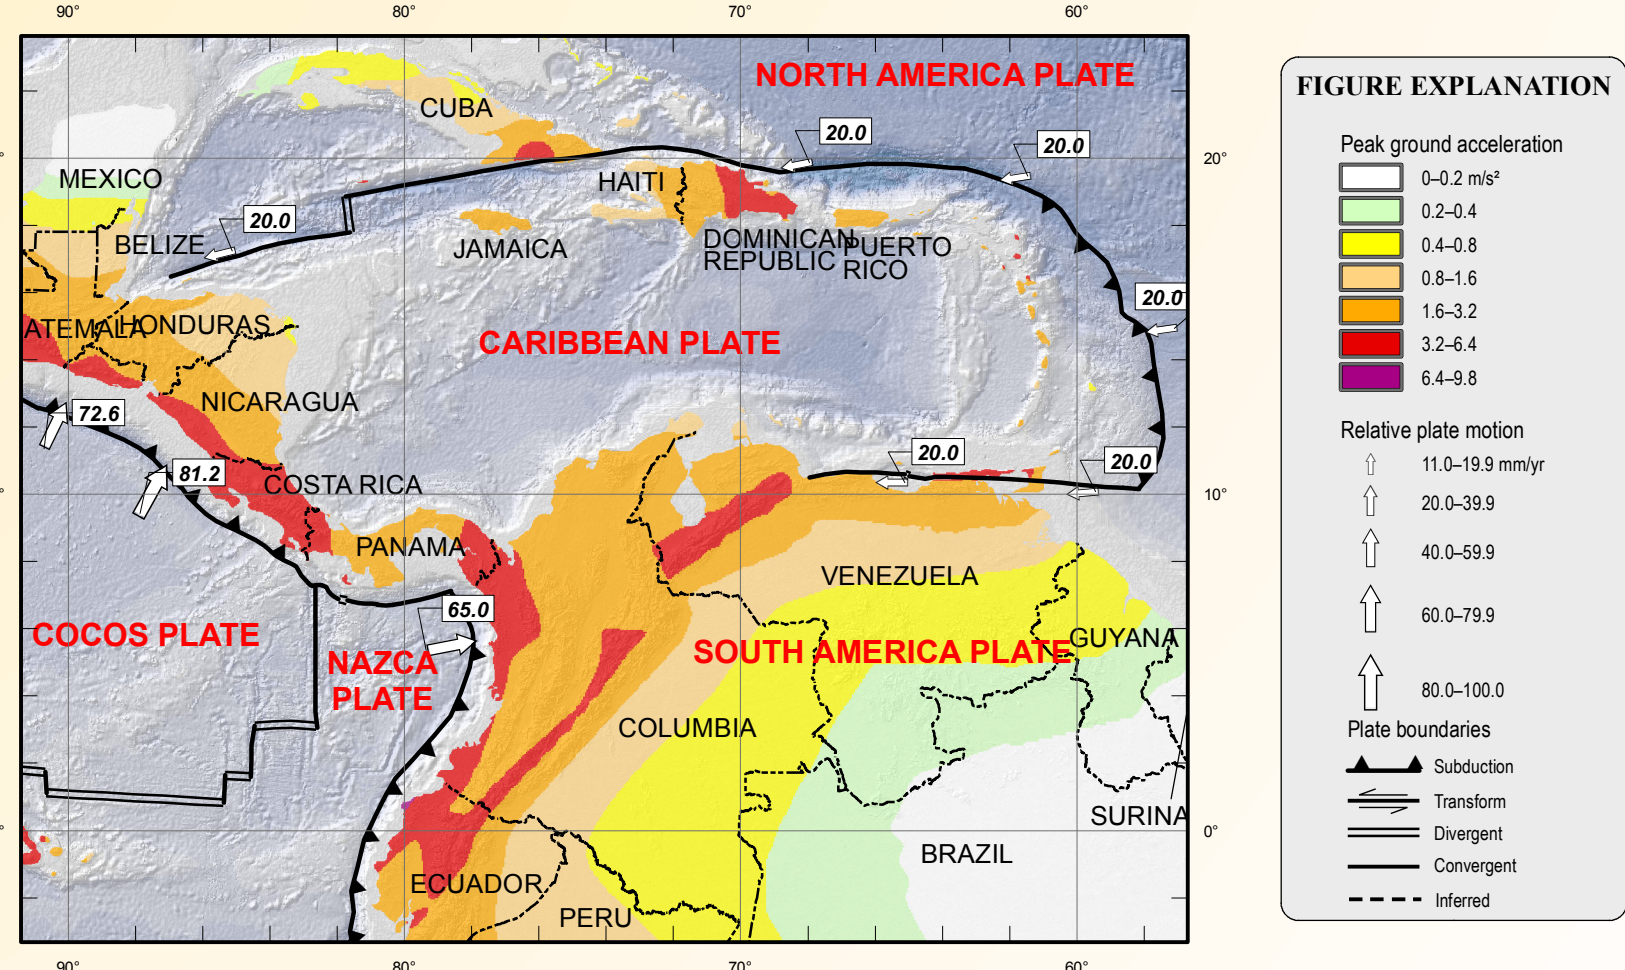 90°
80°
70°
60°
NORTH AMERICA PLATE
CUBA
20.0
20.0
20°
MEXICO
HAITI
BELIZE
20.0
JAMAICA
DOMINICAN
REPUBLIC
PUERTO
RICO
20.0
ATEMALA
HONDURAS
CARIBBEAN PLATE
NICARAGUA
72.6
81.2
COSTA RICA
20.0
20.0
10°
PANAMA
VENEZUELA
65.0
COCOS PLATE
NAZCA
PLATE
SOUTH AMERICA PLATE
GUYANA
COLUMBIA
SURINA
0°
BRAZIL
ECUADOR
PERU
90°
80°
70°
60°
FIGURE EXPLANATION
Peak ground acceleration
0–0.2 m/s²
0.2–0.4
0.4–0.8
0.8–1.6
1.6–3.2
3.2–6.4
6.4–9.8
Relative plate motion
11.0–19.9 mm/yr
20.0–39.9
40.0–59.9
60.0–79.9
80.0–100.0
Plate boundaries
Subduction
Transform
Divergent
Convergent
Inferred